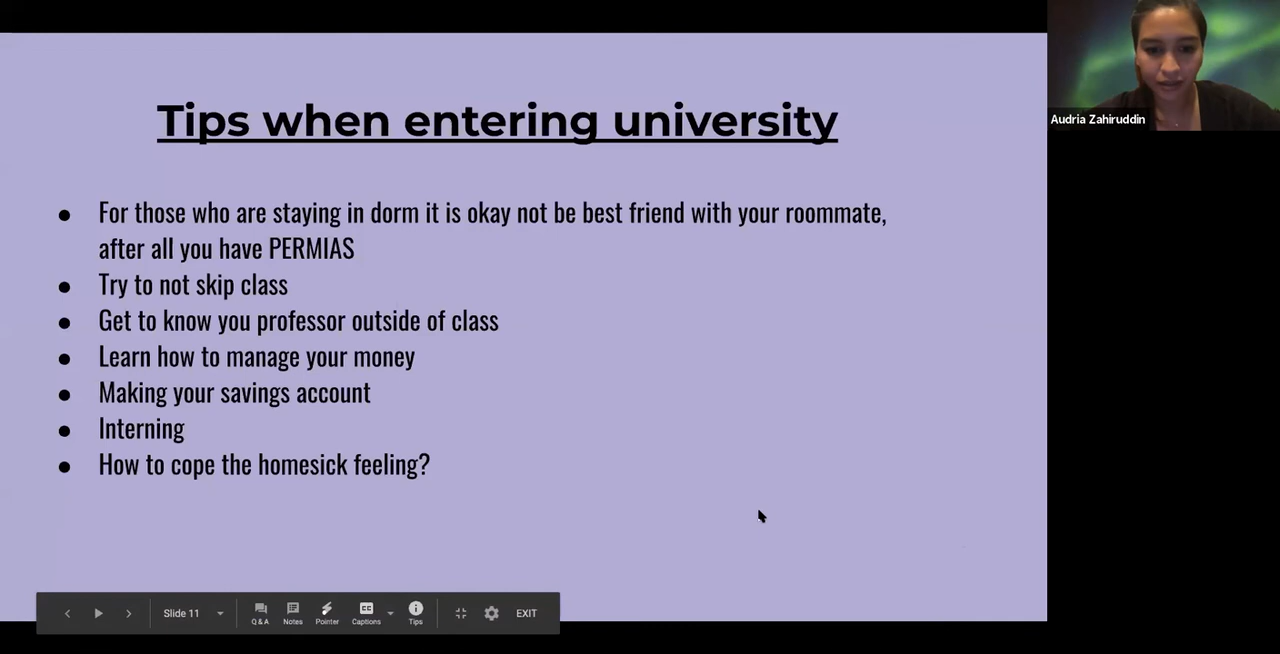 Tips when entering university
● For those who are staying in dorm it is okay not be best friend with your roommate,
after all you have PERMIAS
● Try to not skip class
● Get to know you professor outside of class
● Learn how to manage your money
● Making your savings account
● Interning
● How to cope the homesick feeling?
Audria Zahiruddin
Slide 11
Q & A
Notes
Pointer
CC
Captions
Tips
EXIT